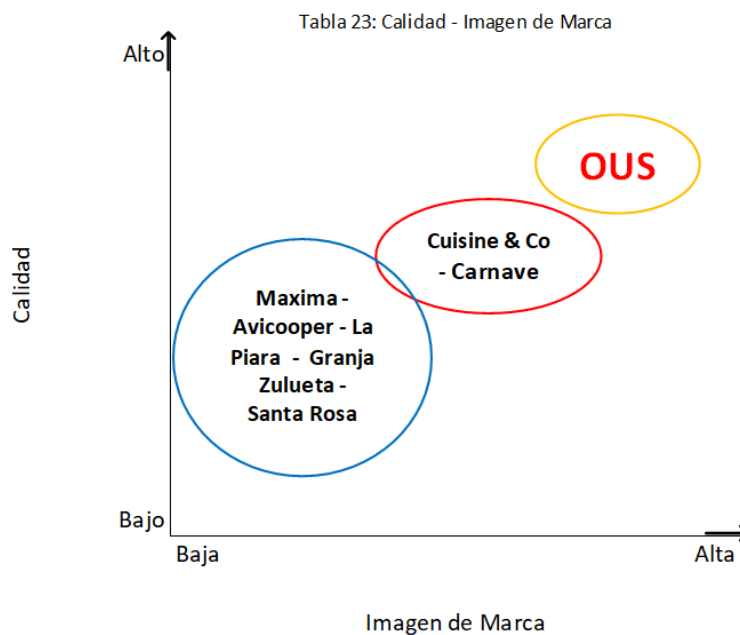 Tabla 23: Calidad - Imagen de Marca
Alto
OUS
Cuisine & Co
- Carnave
Calidad
Maxima -
Avicooper - La
Piara - Granja
Zulueta -
Santa Rosa
Bajo
Baja
Alta
Imagen de Marca